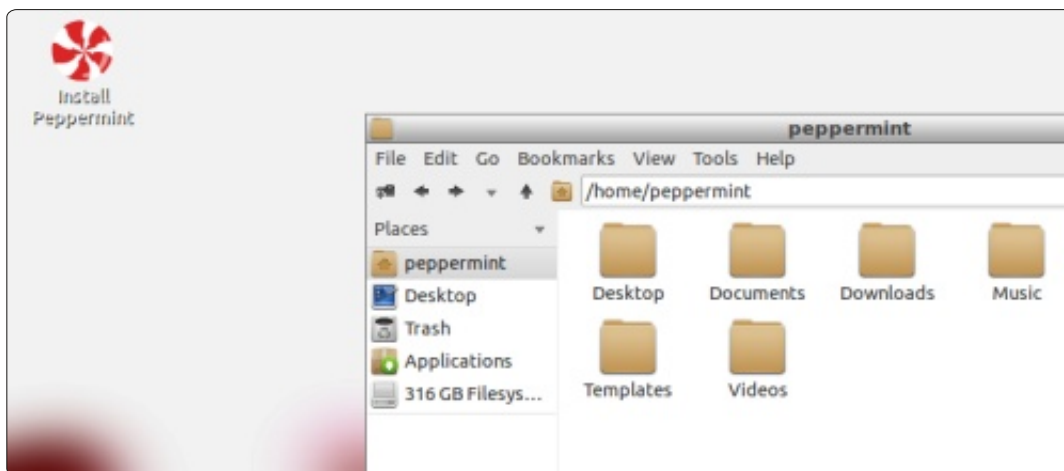 Install
Peppermint
peppermint
File Edit Go Bookmarks View Tools Help
/home/peppermint
Places
peppermint
Desktop
Trash
Applications
316 GB Filesys...
Desktop Documents Downloads Music
Templates Videos